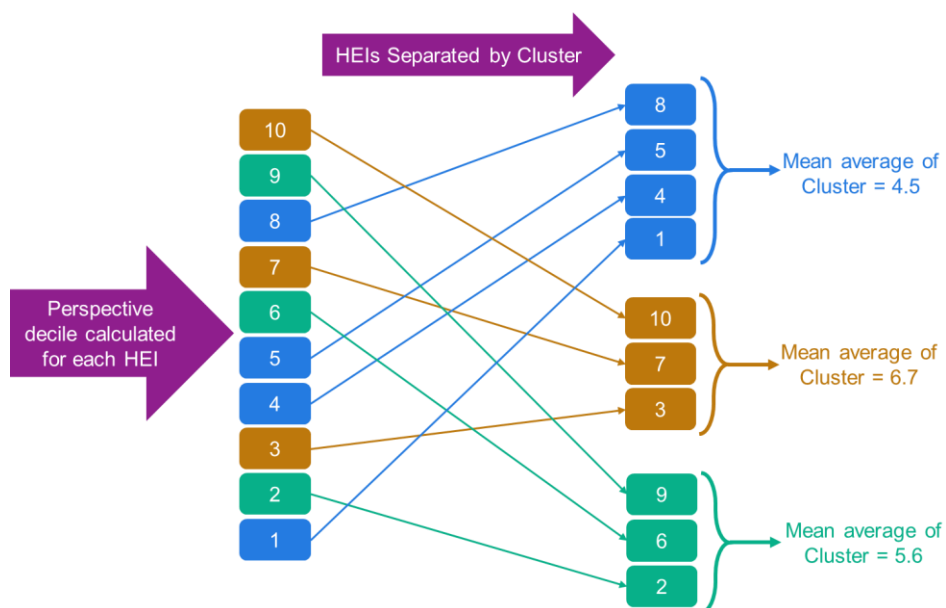 HEIs Separated by Cluster
Perspective
decile calculated
for each HEI
10
9
8
7
6
5
4
3
2
1
8
5
4
1
Mean average of
Cluster = 4.5
10
7
3
Mean average of
Cluster = 6.7
9
6
2
Mean average of
Cluster = 5.6